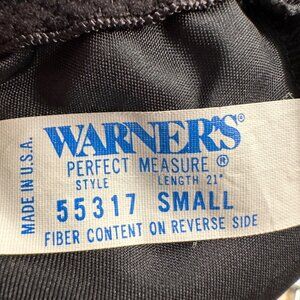 MADE IN U.S.A.
WARNER'S®
PERFECT MEASURE®
STYLE LENGTH 21"
55317 SMALL
FIBER CONTENT ON REVERSE SIDE